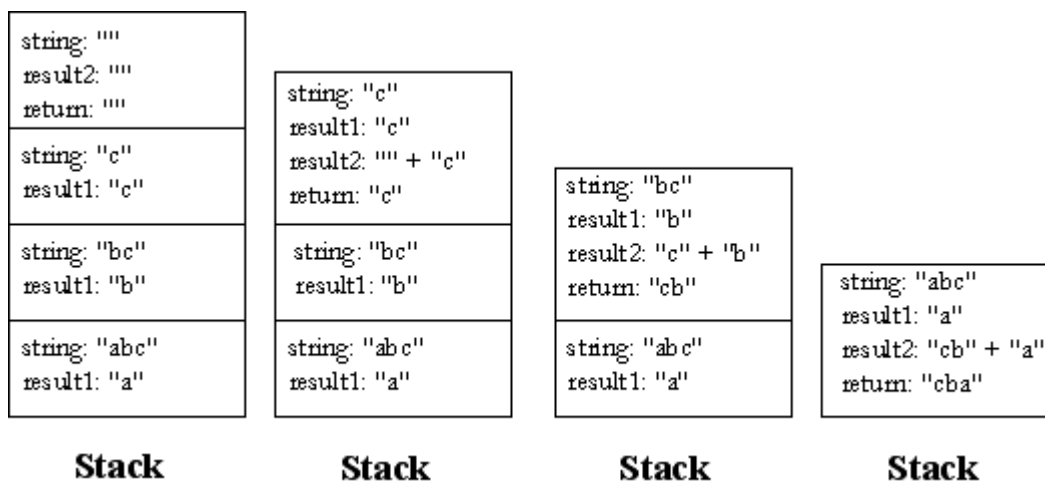 string: ""
result2: ""
return: ""
string: "c"
result1: "c"
string: "bc"
result1: "b"
string: "abc"
result1: "a"
Stack
string: "c"
result1: "c"
result2: "" + "c"
return: "c"
string: "bc"
result1: "b"
string: "abc"
result1: "a"
Stack
string: "bc"
result1: "b"
result2: "c" + "b"
return: "cb"
string: "abc"
result1: "a"
Stack
string: "abc"
result1: "a"
result2: "cb" + "a"
return: "cba"
Stack